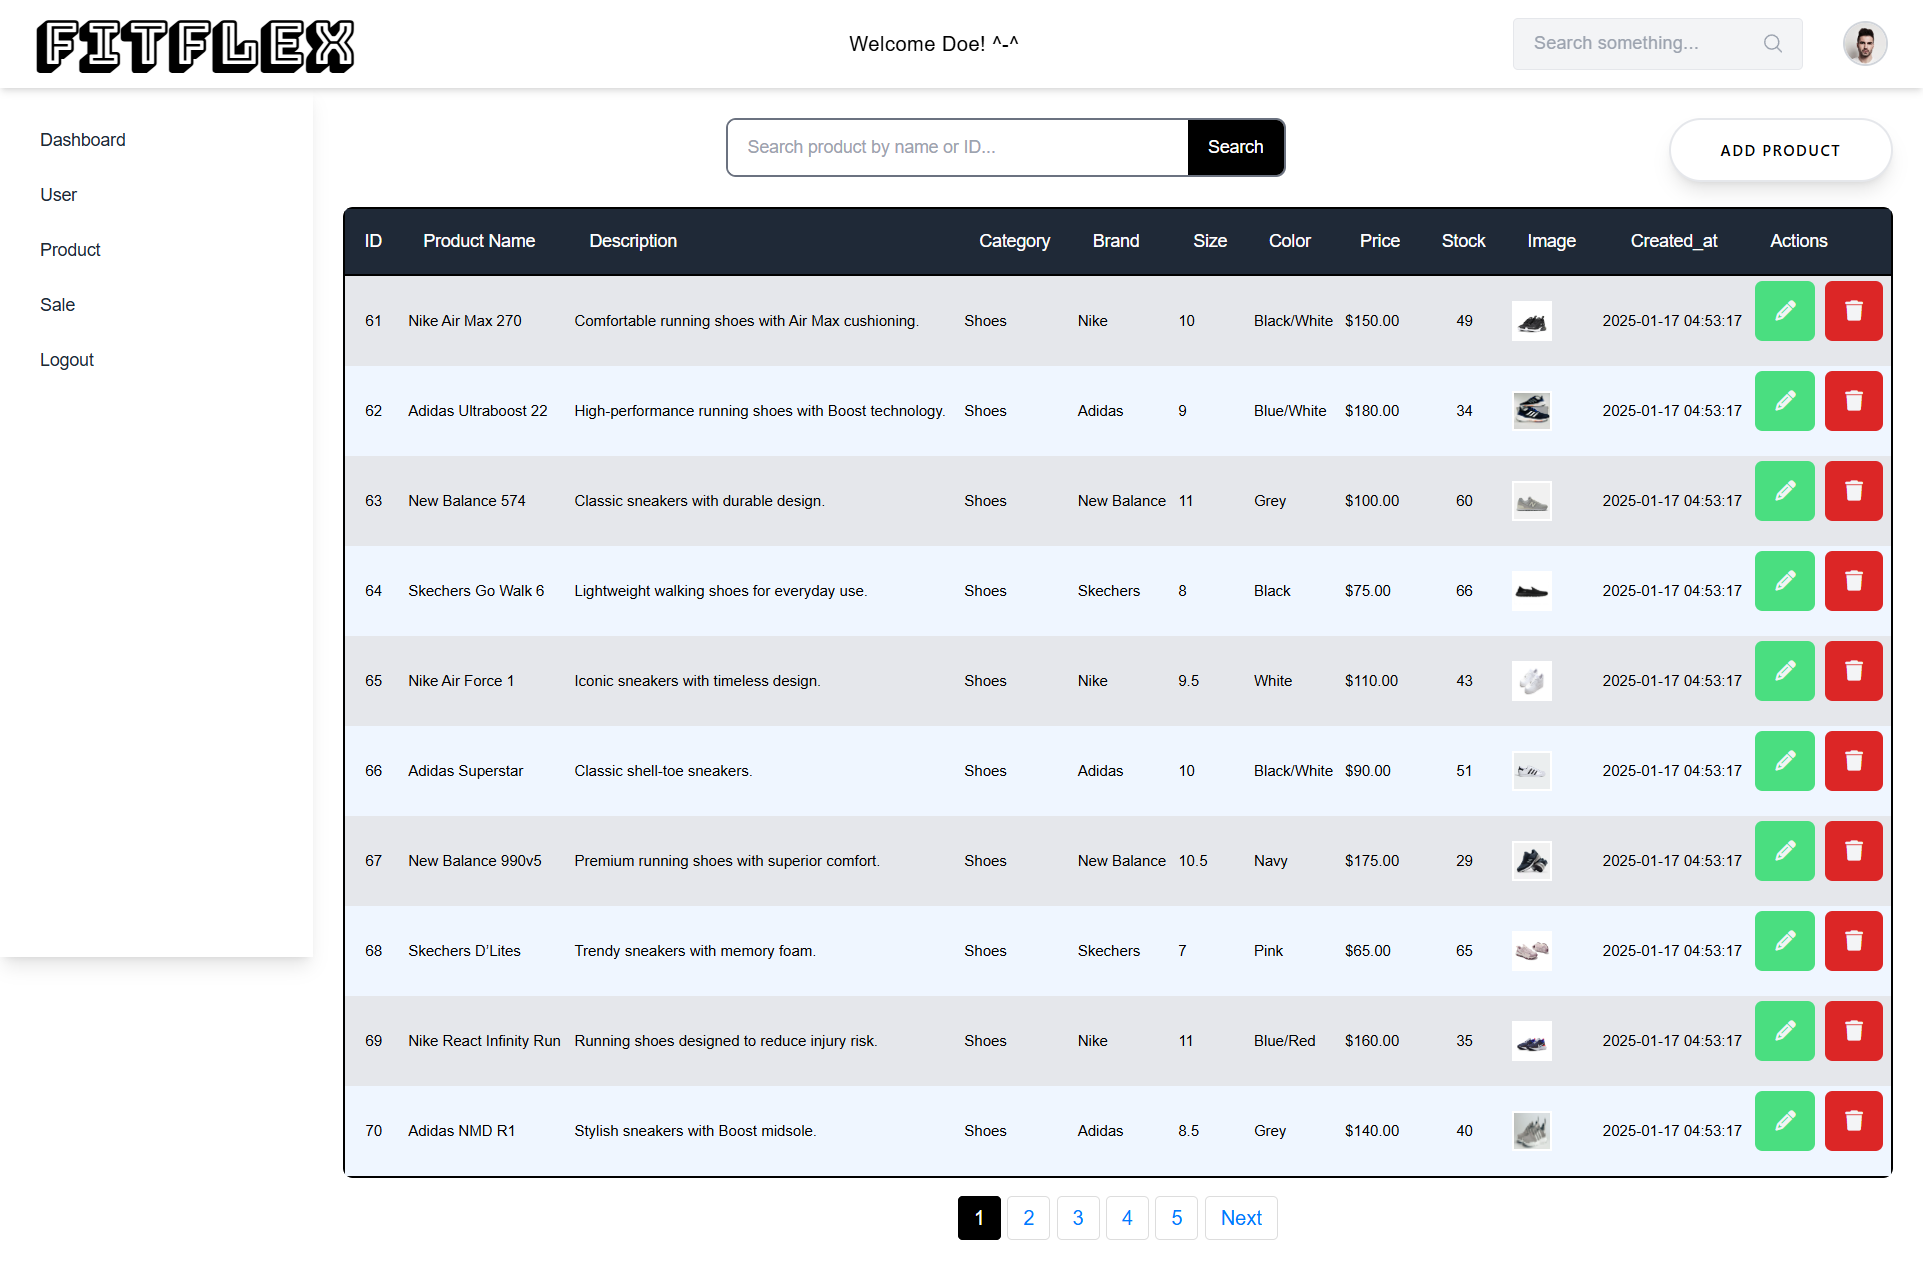 FITFLEX
Welcome Doe! ^-^
Search something...
Dashboard
User
Product
Sale
Logout
Search product by name or ID...
Search
ADD PRODUCT
ID Product Name Description Category Brand Size Color Price Stock Image Created_at Actions
61 Nike Air Max 270 Comfortable running shoes with Air Max cushioning. Shoes Nike 10 Black/White $150.00 49 2025-01-17 04:53:17
62 Adidas Ultraboost 22 High-performance running shoes with Boost technology. Shoes Adidas 9 Blue/White $180.00 34 2025-01-17 04:53:17
63 New Balance 574 Classic sneakers with durable design. Shoes New Balance 11 Grey $100.00 60 2025-01-17 04:53:17
64 Skechers Go Walk 6 Lightweight walking shoes for everyday use. Shoes Skechers 8 Black $75.00 66 2025-01-17 04:53:17
65 Nike Air Force 1 Iconic sneakers with timeless design. Shoes Nike 9.5 White $110.00 43 2025-01-17 04:53:17
66 Adidas Superstar Classic shell-toe sneakers. Shoes Adidas 10 Black/White $90.00 51 2025-01-17 04:53:17
67 New Balance 990v5 Premium running shoes with superior comfort. Shoes New Balance 10.5 Navy $175.00 29 2025-01-17 04:53:17
68 Skechers D’Lites Trendy sneakers with memory foam. Shoes Skechers 7 Pink $65.00 65 2025-01-17 04:53:17
69 Nike React Infinity Run Running shoes designed to reduce injury risk. Shoes Nike 11 Blue/Red $160.00 35 2025-01-17 04:53:17
70 Adidas NMD R1 Stylish sneakers with Boost midsole. Shoes Adidas 8.5 Grey $140.00 40 2025-01-17 04:53:17
1 2 3 4 5 Next